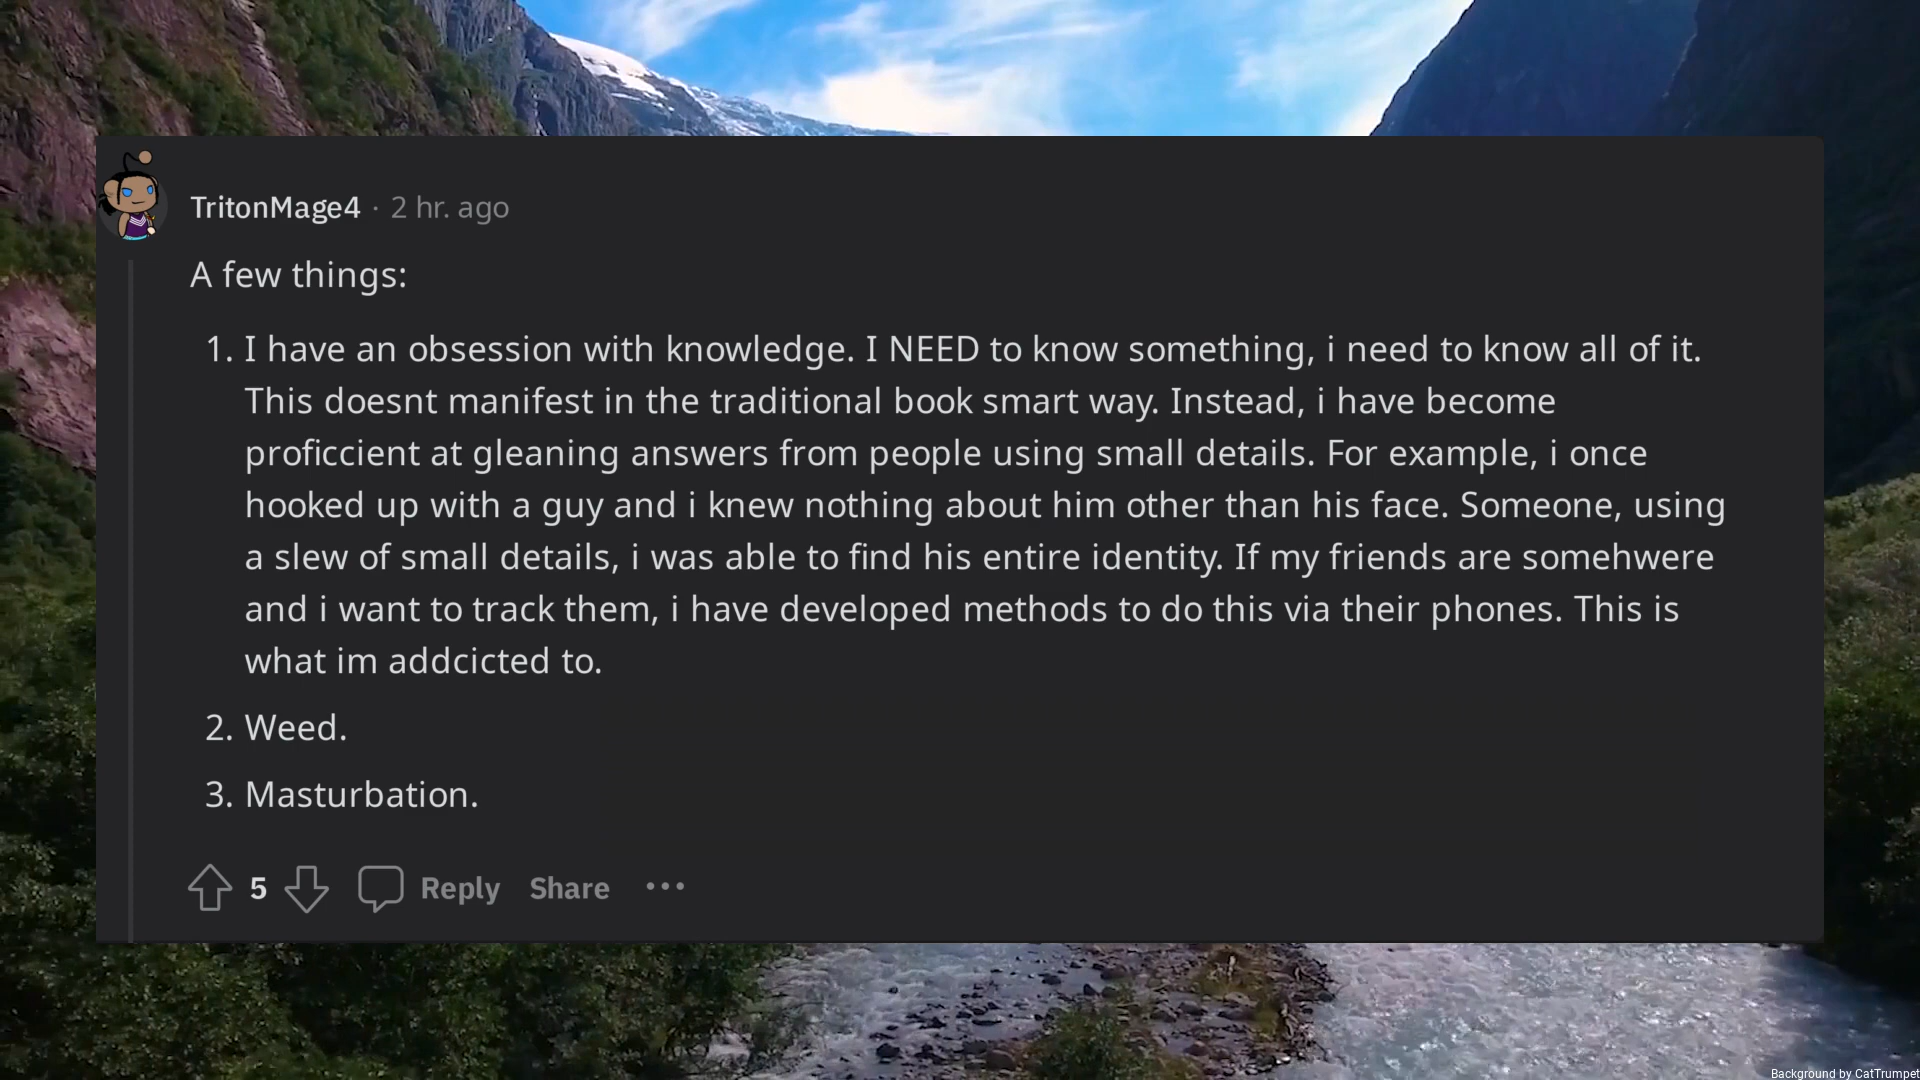 TritonMage4 · 2 hr. ago
A few things:
1. I have an obsession with knowledge. I NEED to know something, i need to know all of it.
This doesnt manifest in the traditional book smart way. Instead, i have become
proficcient at gleaning answers from people using small details. For example, i once
hooked up with a guy and i knew nothing about him other than his face. Someone, using
a slew of small details, i was able to find his entire identity. If my friends are somehwere
and i want to track them, i have developed methods to do this via their phones. This is
what im addcicted to.
2. Weed.
3. Masturbation.
5 Reply Share •••
Background by CatTrumpet